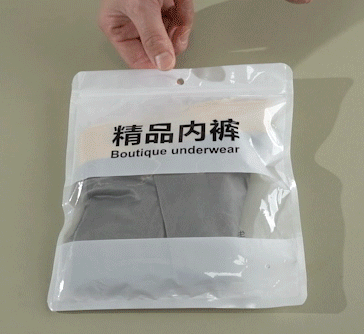 精品内裤
Boutique underwear